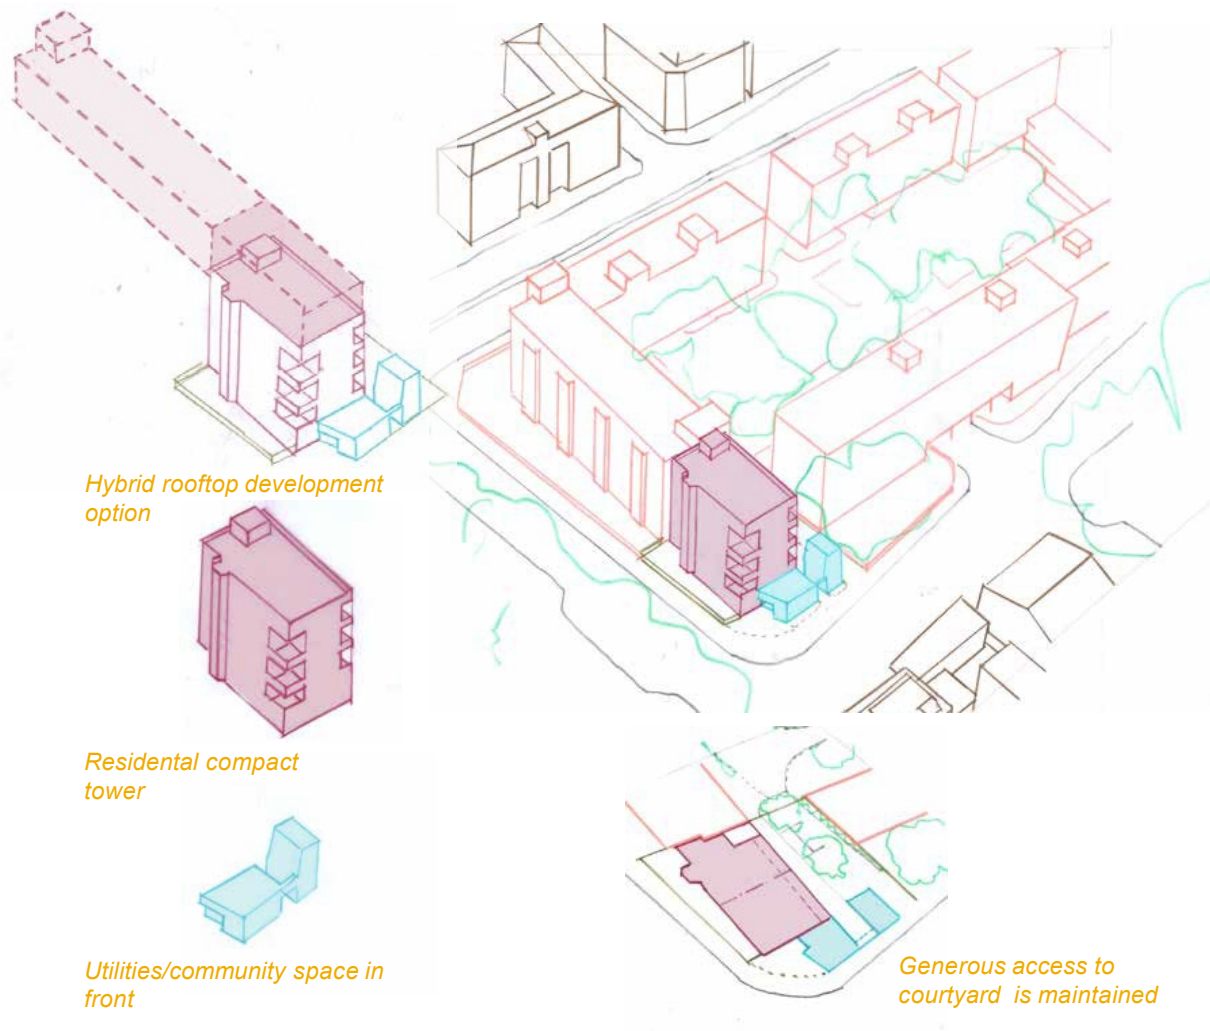 Hybrid rooftop development
option
Residental compact
tower
Utilities/community space in
front
Generous access to
courtyard  is maintained